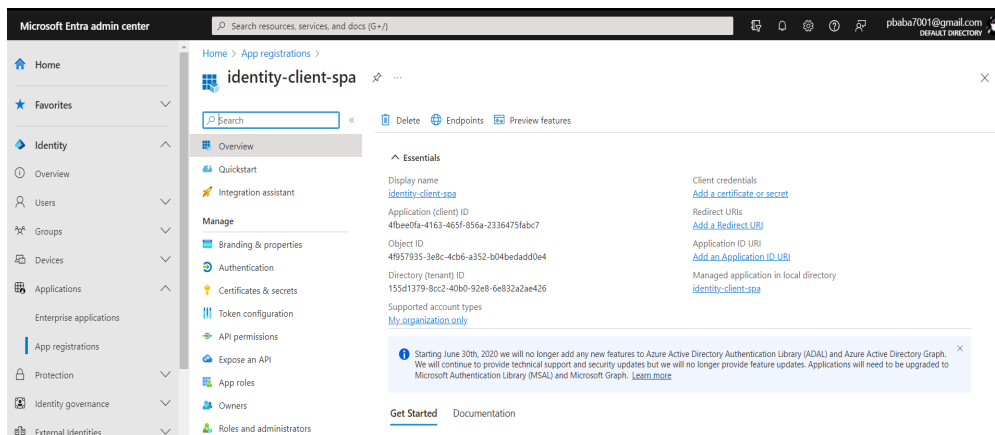 Microsoft Entra admin center
Search resources, services, and docs (G+/)
pbaba7001@gmail.com
DEFAULT DIRECTORY
Home
Favorites
Identity
Overview
Users
Groups
Devices
Applications
Enterprise applications
App registrations
Protection
Identity governance
External Identities
Home > App registrations >
identity-client-spa
Search
Overview
Quickstart
Integration assistant
Manage
Branding & properties
Authentication
Certificates & secrets
Token configuration
API permissions
Expose an API
App roles
Owners
Roles and administrators
Delete
Endpoints
Preview features
Essentials
Display name
identity-client-spa
Application (client) ID
4fbee0fa-4163-465f-856a-2336475fabc7
Object ID
4f957935-3e8c-4cb6-a352-b04bedadd0e4
Directory (tenant) ID
155d1379-8cc2-40b0-92e8-6e832a2ae426
Supported account types
My organization only
Client credentials
Add a certificate or secret
Redirect URIs
Add a Redirect URI
Application ID URI
Add an Application ID URI
Managed application in local directory
identity-client-spa
Starting June 30th, 2020 we will no longer add any new features to Azure Active Directory Authentication Library (ADAL) and Azure Active Directory Graph.
We will continue to provide technical support and security updates but we will no longer provide feature updates. Applications will need to be upgraded to
Microsoft Authentication Library (MSAL) and Microsoft Graph. Learn more
Get Started
Documentation